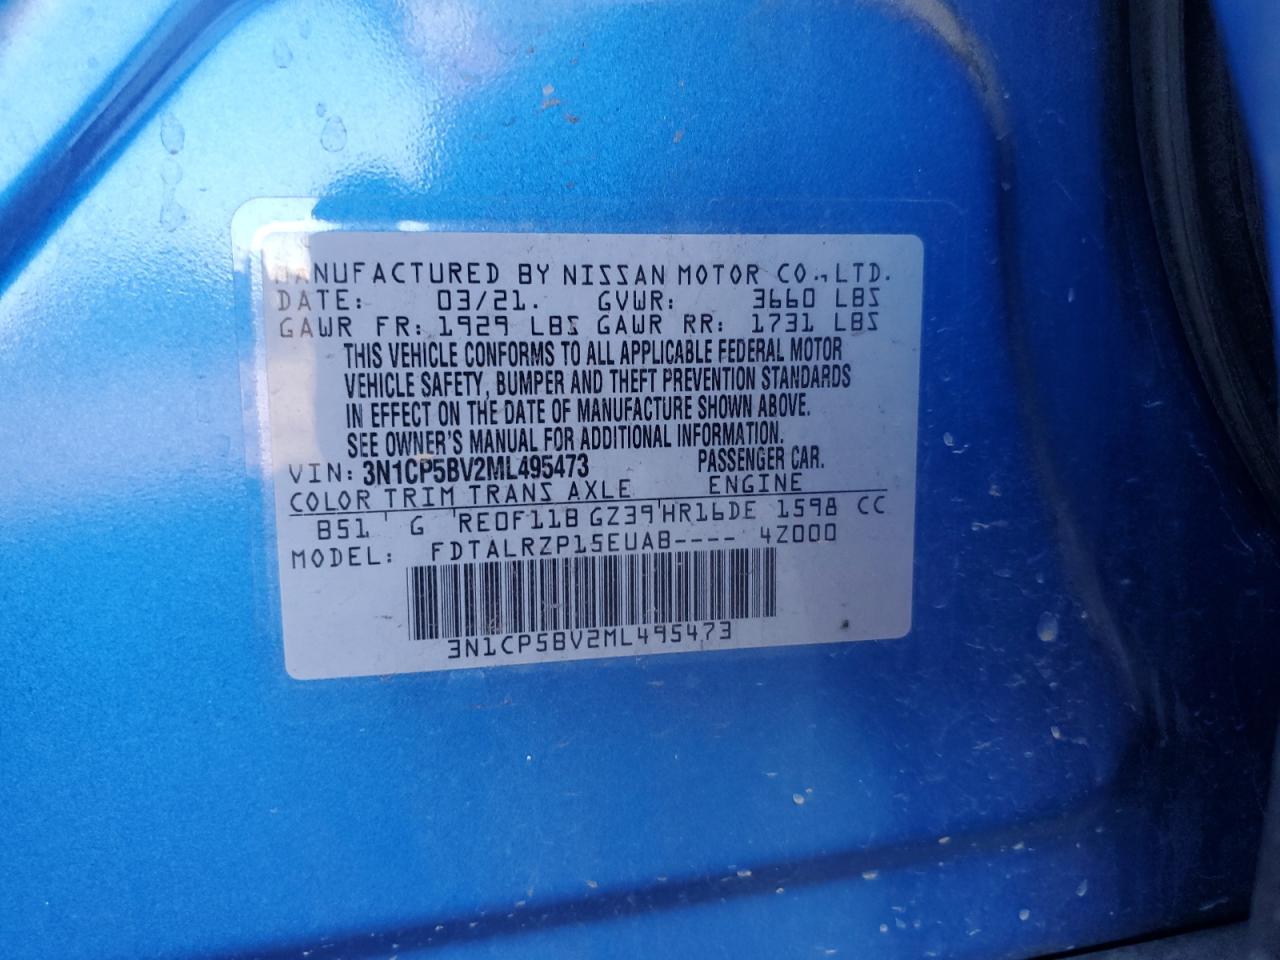 MANUFACTURED BY NISSAN MOTOR CO., LTD.
DATE: 03/21. GVWR: 3660 LBS
GAWR FR: 1929 LBS GAWR RR: 1731 LBS
THIS VEHICLE CONFORMS TO ALL APPLICABLE FEDERAL MOTOR
VEHICLE SAFETY, BUMPER AND THEFT PREVENTION STANDARDS
IN EFFECT ON THE DATE OF MANUFACTURE SHOWN ABOVE.
SEE OWNER'S MANUAL FOR ADDITIONAL INFORMATION.
VIN: 3N1CP5BV2ML495473 PASSENGER CAR.
COLOR TRIM TRANS AXLE ENGINE
B51 G RE0F11B GZ39 HR16DE 1598 CC
MODEL: FDTALRZP15EUAB---- 4Z000
3N1CP5BV2ML495473